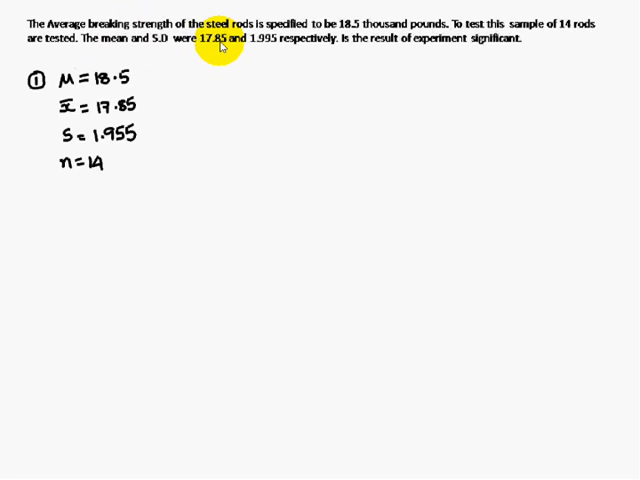 The Average breaking strength of the steel rods is specified to be 18.5 thousand pounds. To test this sample of 14 rods
are tested. The mean and S.D were 17.85 and 1.995 respectively. Is the result of experiment significant.
① μ = 18.5
x̄ = 17.85
S = 1.955
n = 14